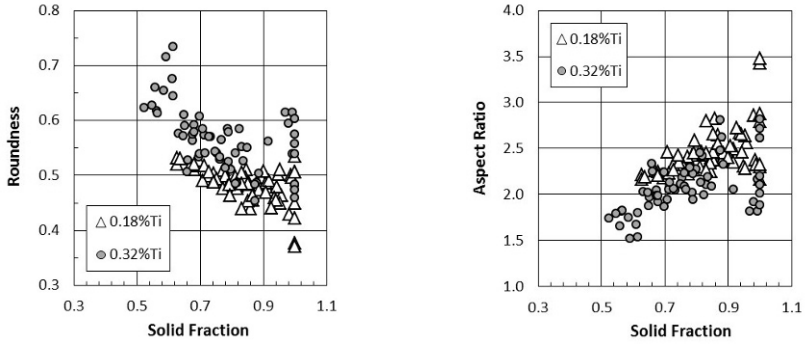 0.8
0.7
0.6
0.5
0.4
0.3
Roundness
0.18%Ti
0.32%Ti
0.3
0.5
0.7
0.9
1.1
Solid Fraction
4.0
3.5
3.0
2.5
2.0
1.5
1.0
Aspect Ratio
0.18%Ti
0.32%Ti
0.3
0.5
0.7
0.9
1.1
Solid Fraction